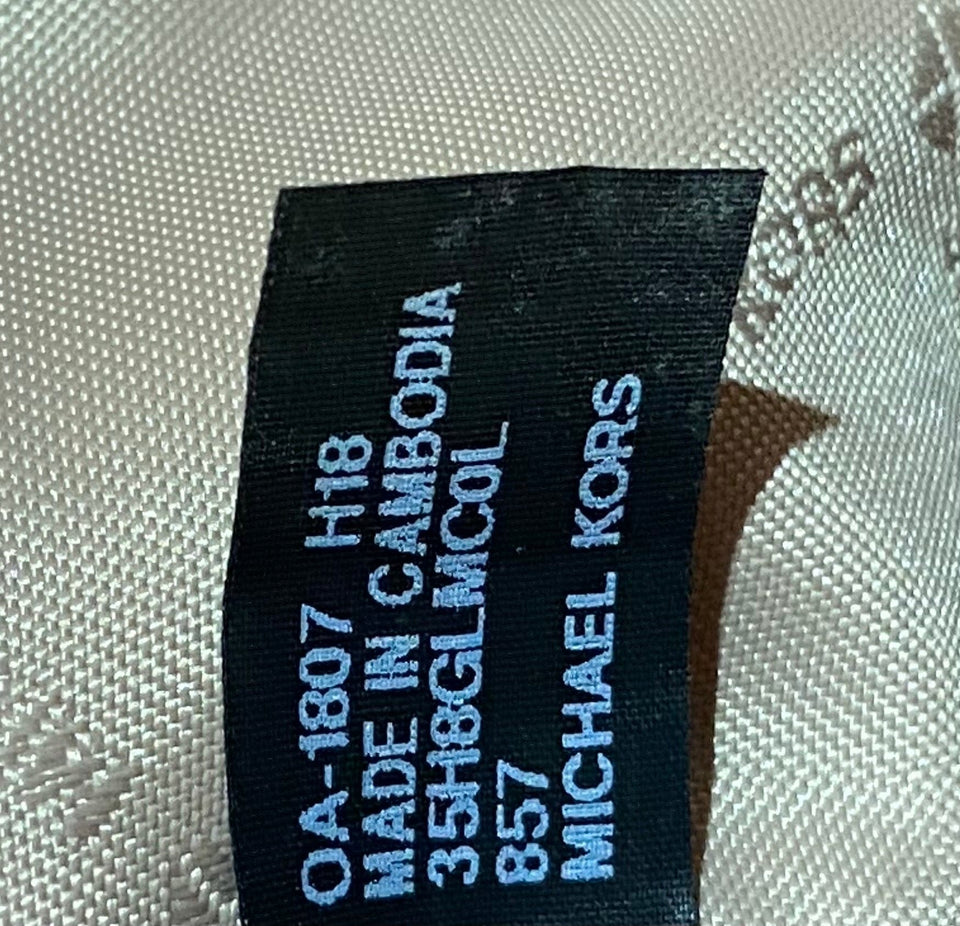 OA-1807 H18
MADE IN CAMBODIA
35H8GLMC0L
857
MICHAEL KORS